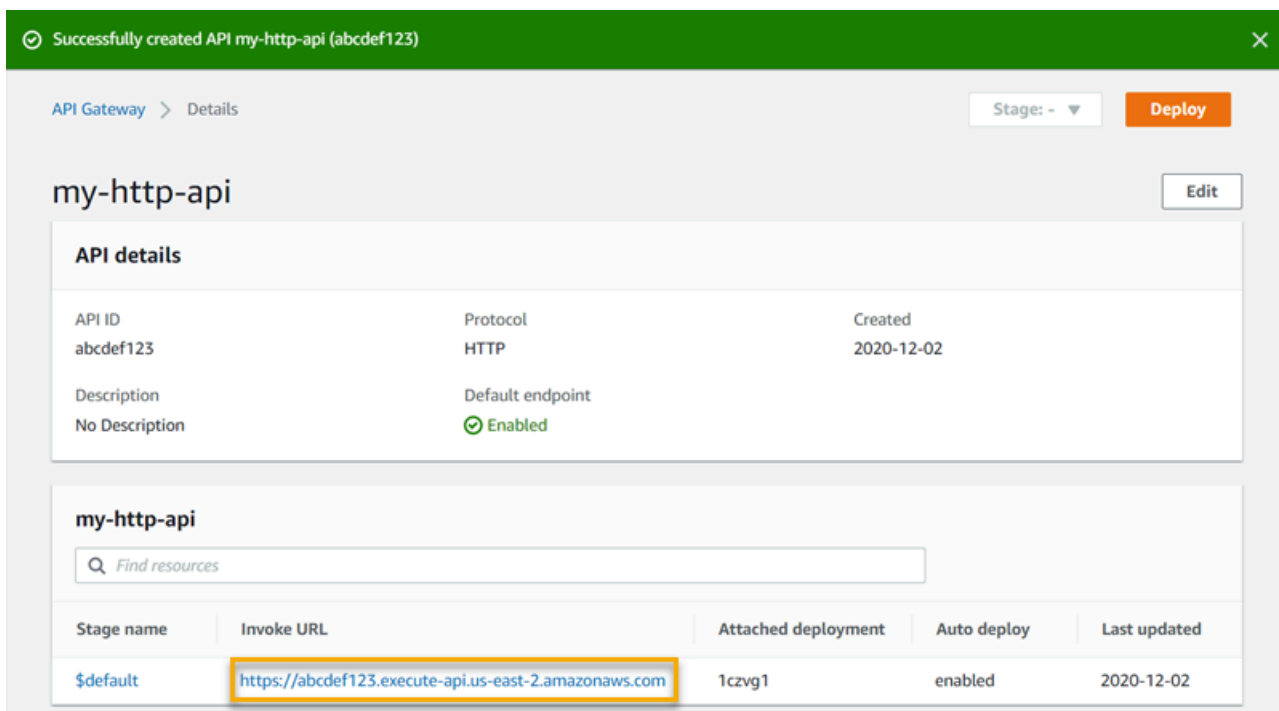 Successfully created API my-http-api (abcdef123)
API Gateway > Details
Stage: - ▼
Deploy
my-http-api
Edit
API details
API ID
Protocol
Created
abcdef123
HTTP
2020-12-02
Description
Default endpoint
No Description
Enabled
my-http-api
Find resources
Stage name
Invoke URL
Attached deployment
Auto deploy
Last updated
$default
https://abcdef123.execute-api.us-east-2.amazonaws.com
1czvg1
enabled
2020-12-02